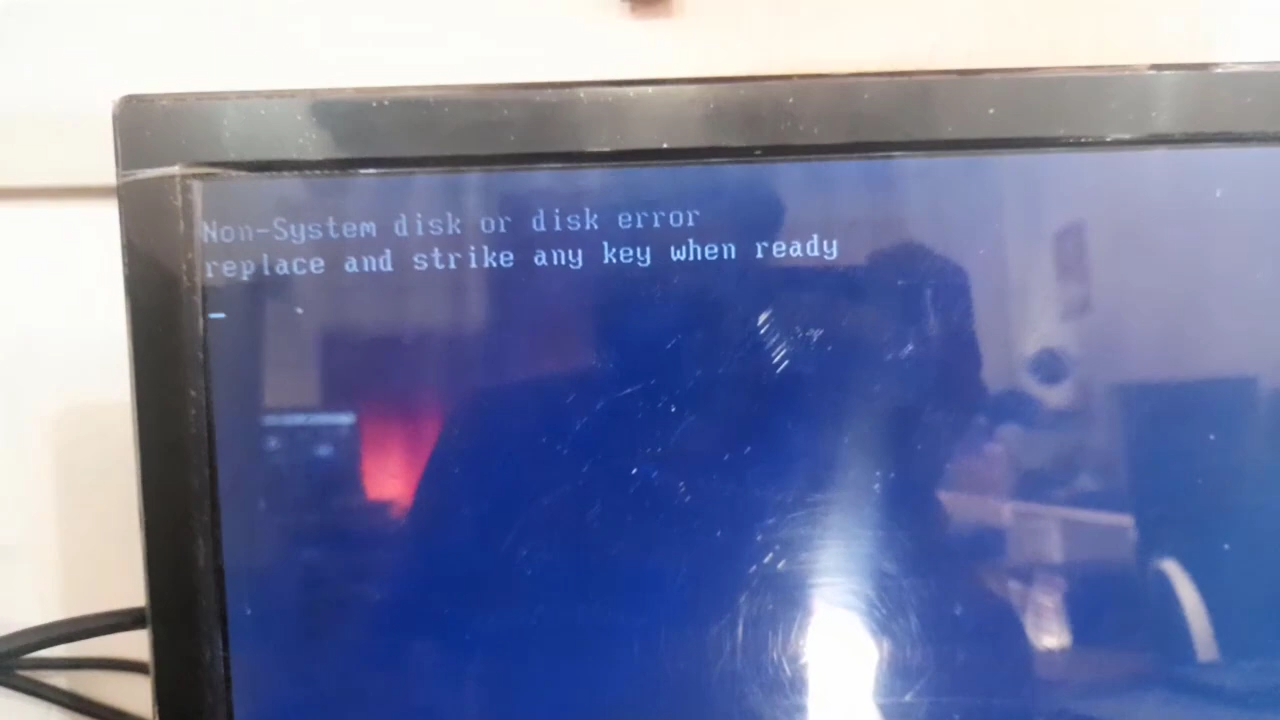 Non-System disk or disk error
replace and strike any key when ready